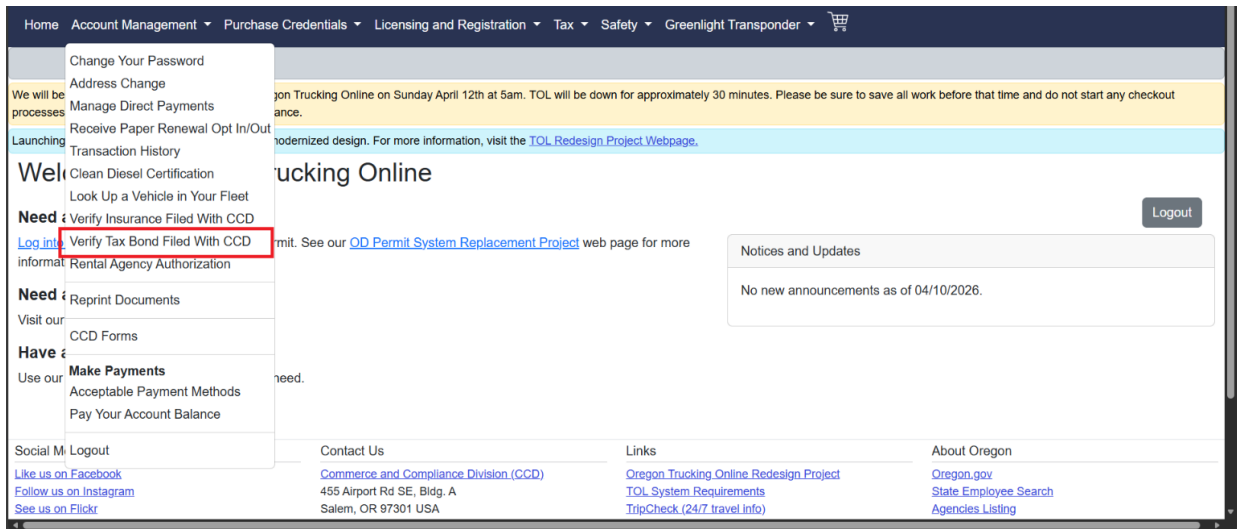 Home Account Management Purchase Credentials Licensing and Registration Tax Safety Greenlight Transponder
Change Your Password
Address Change
Manage Direct Payments
Receive Paper Renewal Opt In/Out
Transaction History
Clean Diesel Certification
Look Up a Vehicle in Your Fleet
Verify Insurance Filed With CCD
Verify Tax Bond Filed With CCD
Rental Agency Authorization
Reprint Documents
CCD Forms
Make Payments
Acceptable Payment Methods
Pay Your Account Balance
Logout
We will be gon Trucking Online on Sunday April 12th at 5am. TOL will be down for approximately 30 minutes. Please be sure to save all work before that time and do not start any checkout
processes ance.
Launching nodernized design. For more information, visit the TOL Redesign Project Webpage.
Wel ucking Online
Logout
Need a
Log into rmit. See our OD Permit System Replacement Project web page for more
informat
Need a
Visit our
Have a
Use our need.
Notices and Updates
No new announcements as of 04/10/2026.
Social M
Like us on Facebook
Follow us on Instagram
See us on Flickr
Contact Us
Commerce and Compliance Division (CCD)
455 Airport Rd SE, Bldg. A
Salem, OR 97301 USA
Links
Oregon Trucking Online Redesign Project
TOL System Requirements
TripCheck (24/7 travel info)
About Oregon
Oregon.gov
State Employee Search
Agencies Listing